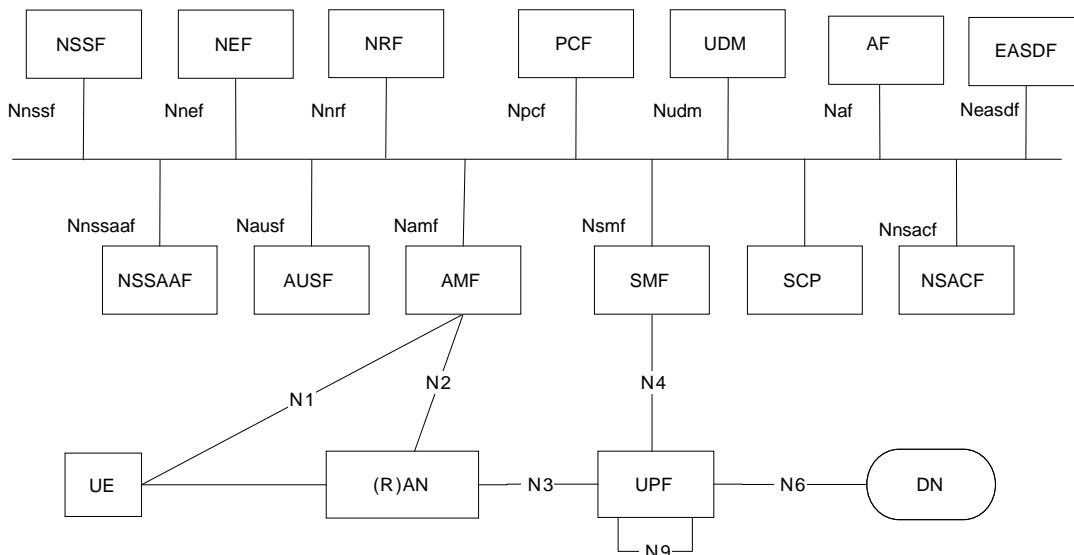 NSSF
NEF
NRF
PCF
UDM
AF
EASDF
Nnssf
Nnef
Nnrf
Npcf
Nudm
Naf
Neasdf
Nnssaaf
Nausf
Namf
Nsmf
Nnsacf
NSSAAF
AUSF
AMF
SMF
SCP
NSACF
N1
N2
N4
UE
(R)AN
N3
UPF
N6
DN
N9